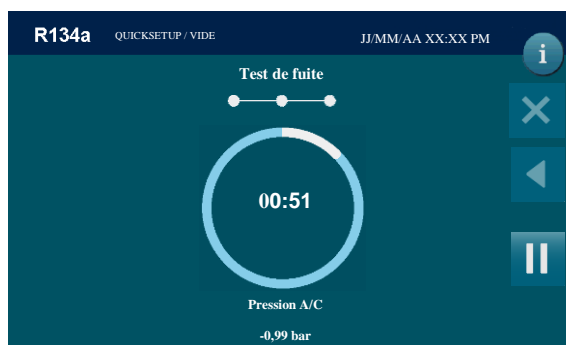 R134a QUICKSETUP / VIDE JJ/MM/AA XX:XX PM
i
Test de fuite
00:51
Pression A/C
-0,99 bar